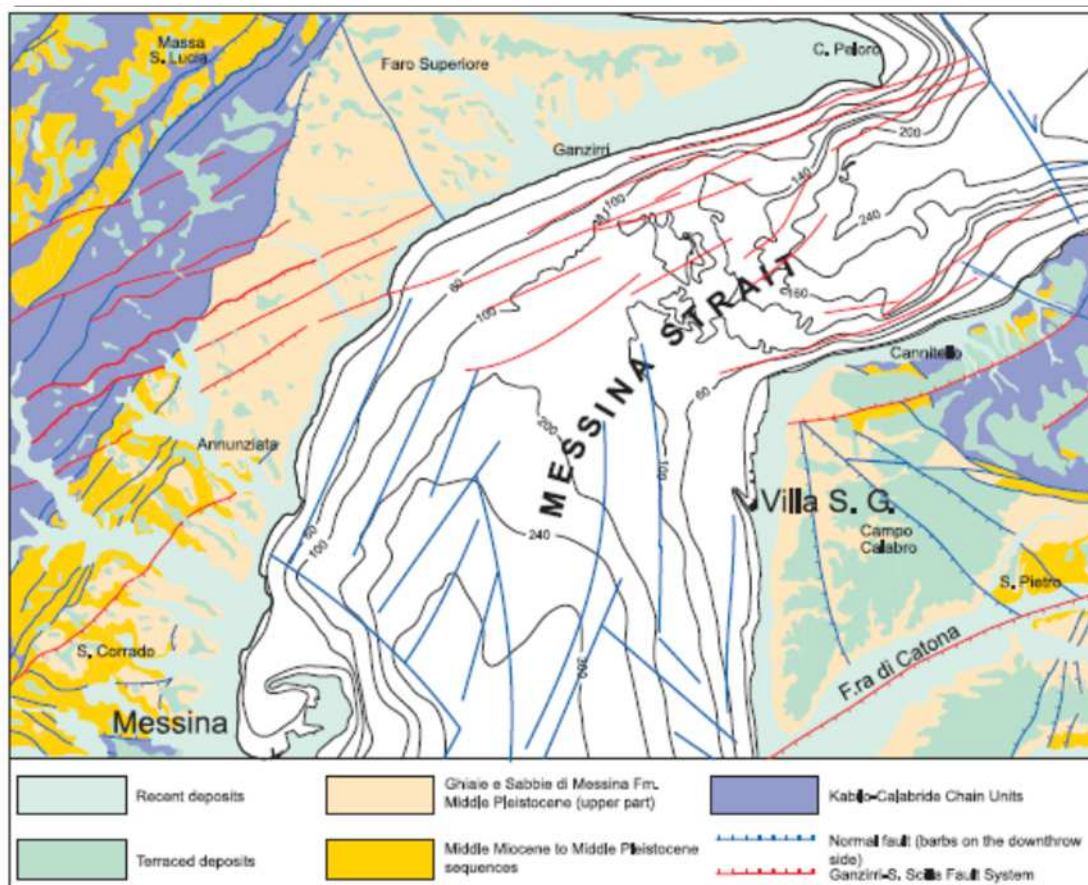 Massa
S. Lucia
Faro Superiore
C. Peloro
Ganzirri
200
140
100
240
60
100
160
MESSINA STRAIT
Cannitello
60
Annunziata
200
100
Villa S. G.
240
Campo
Calabro
60
100
S. Pietro
S. Corrado
F.ra di Catona
Messina
Recent deposits
Ghiaie e Sabbie di Messina Fm.
Middle Pleistocene (upper part)
Kabilo-Calabride Chain Units
Terraced deposits
Middle Miocene to Middle Pleistocene
sequences
Normal fault (barbs on the downthrow
side)
Ganzirri-S. Scilla Fault System